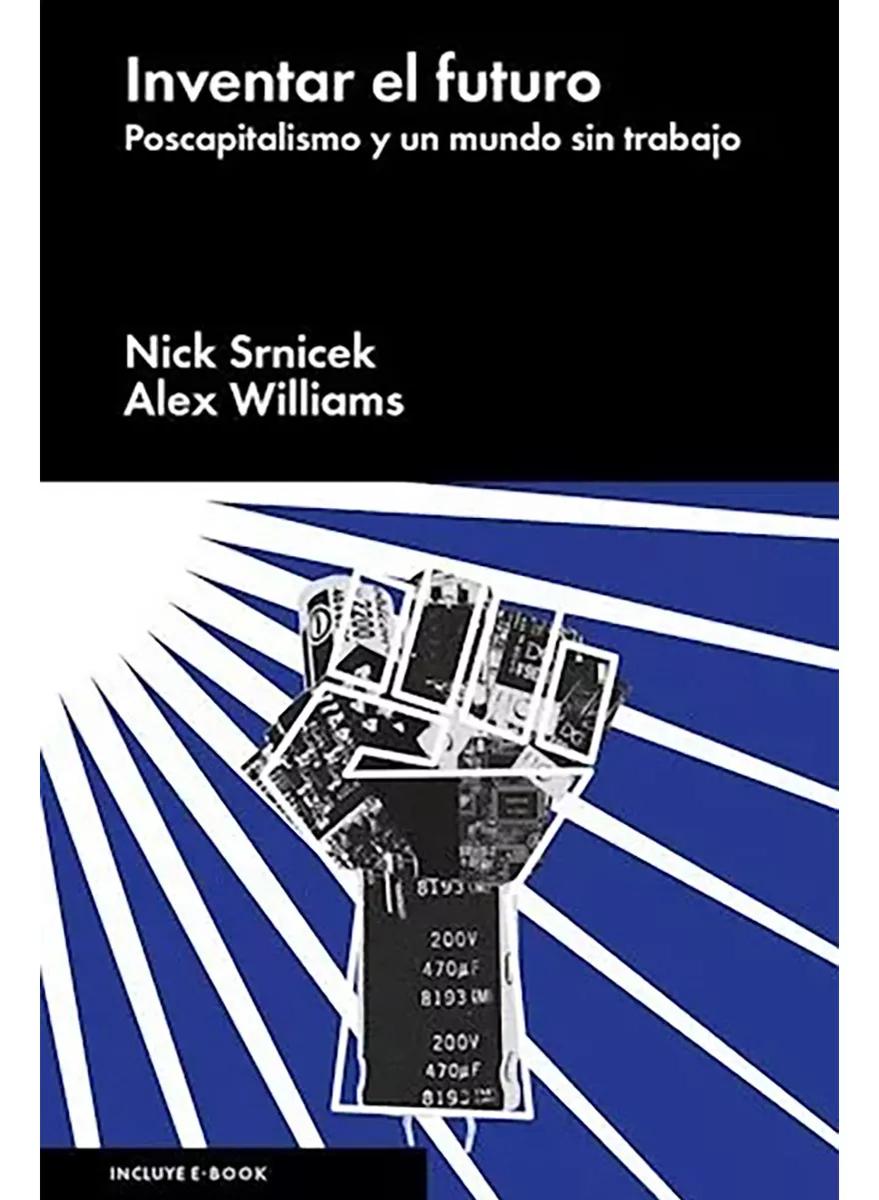 Inventar el futuro
Poscapitalismo y un mundo sin trabajo
Nick Srnicek
Alex Williams
2200
8193 (M)
200V
470µF
8193 (M)
200V
470µF
INCLUYE E-BOOK